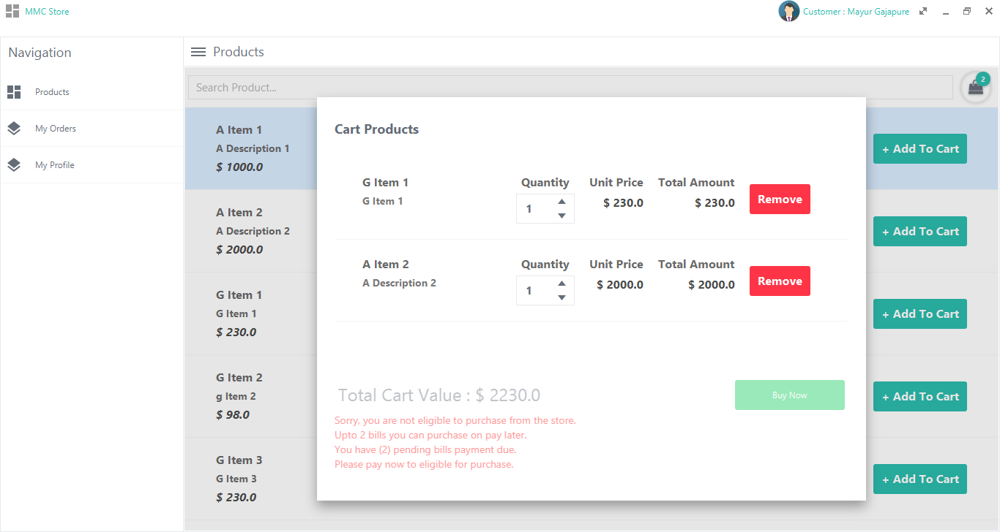 MMC Store
Customer : Mayur Gajapure
Navigation
Products
My Orders
My Profile
Products
Search Product...
2
A Item 1
A Description 1
$ 1000.0
+ Add To Cart
A Item 2
A Description 2
$ 2000.0
+ Add To Cart
G Item 1
G Item 1
$ 230.0
+ Add To Cart
G Item 2
g Item 2
$ 98.0
+ Add To Cart
G Item 3
G Item 3
$ 230.0
+ Add To Cart
Cart Products
G Item 1 Quantity Unit Price Total Amount
G Item 1 1 $ 230.0 $ 230.0 Remove
A Item 2 Quantity Unit Price Total Amount
A Description 2 1 $ 2000.0 $ 2000.0 Remove
Total Cart Value : $ 2230.0
Buy Now
Sorry, you are not eligible to purchase from the store.
Upto 2 bills you can purchase on pay later.
You have (2) pending bills payment due.
Please pay now to eligible for purchase.